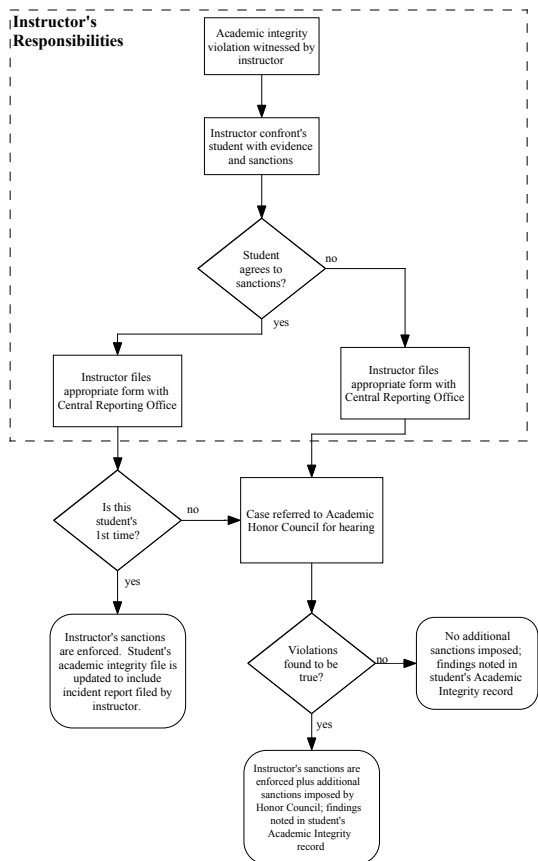 Instructor's
Responsibilities
Academic integrity
violation witnessed by
instructor
Instructor confront's
student with evidence
and sanctions
Student
agrees to
sanctions?
no
yes
Instructor files
appropriate form with
Central Reporting Office
Instructor files
appropriate form with
Central Reporting Office
Is this
student's
1st time?
no
yes
Case referred to Academic
Honor Council for hearing
Instructor's sanctions
are enforced. Student's
academic integrity file is
updated to include
incident report filed by
instructor.
Violations
found to be
true?
no
yes
No additional
sanctions imposed;
findings noted in
student's Academic
Integrity record
Instructor's sanctions are
enforced plus additional
sanctions imposed by
Honor Council; findings
noted in student's
Academic Integrity
record